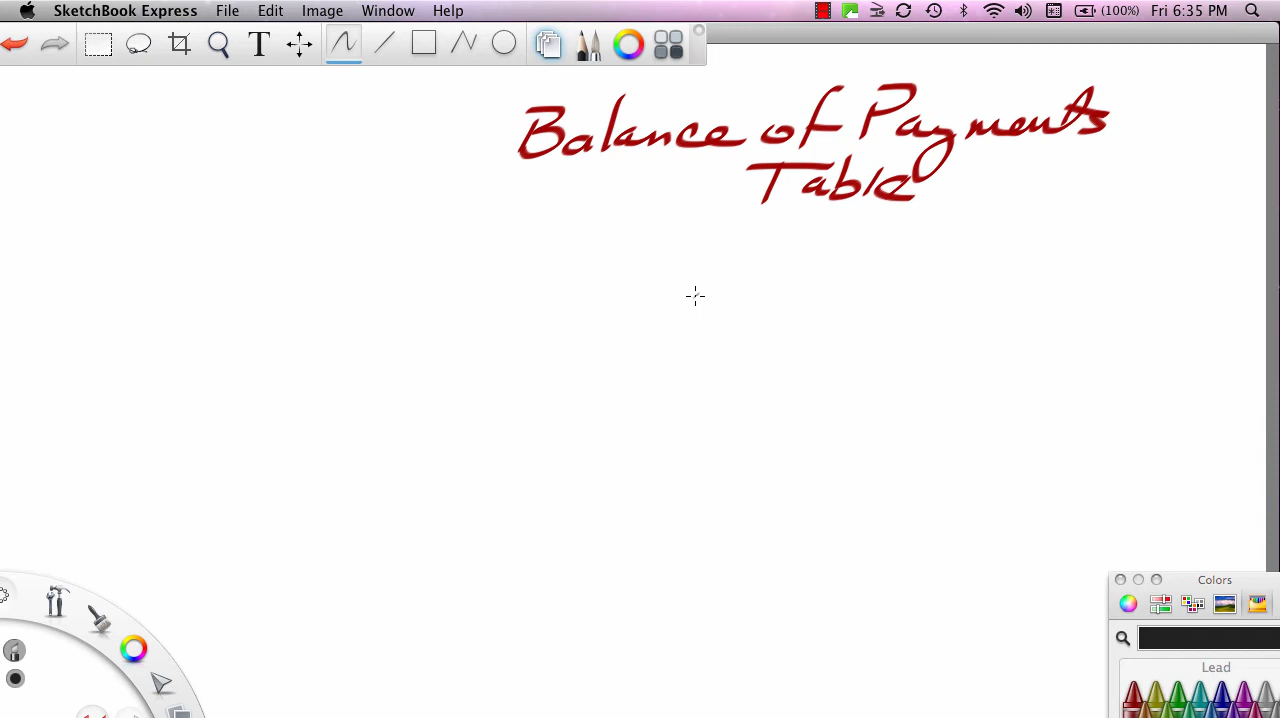 SketchBook Express File Edit Image Window Help (100%) Fri 6:35 PM
T
Balance of Payments
Table
Colors
Lead